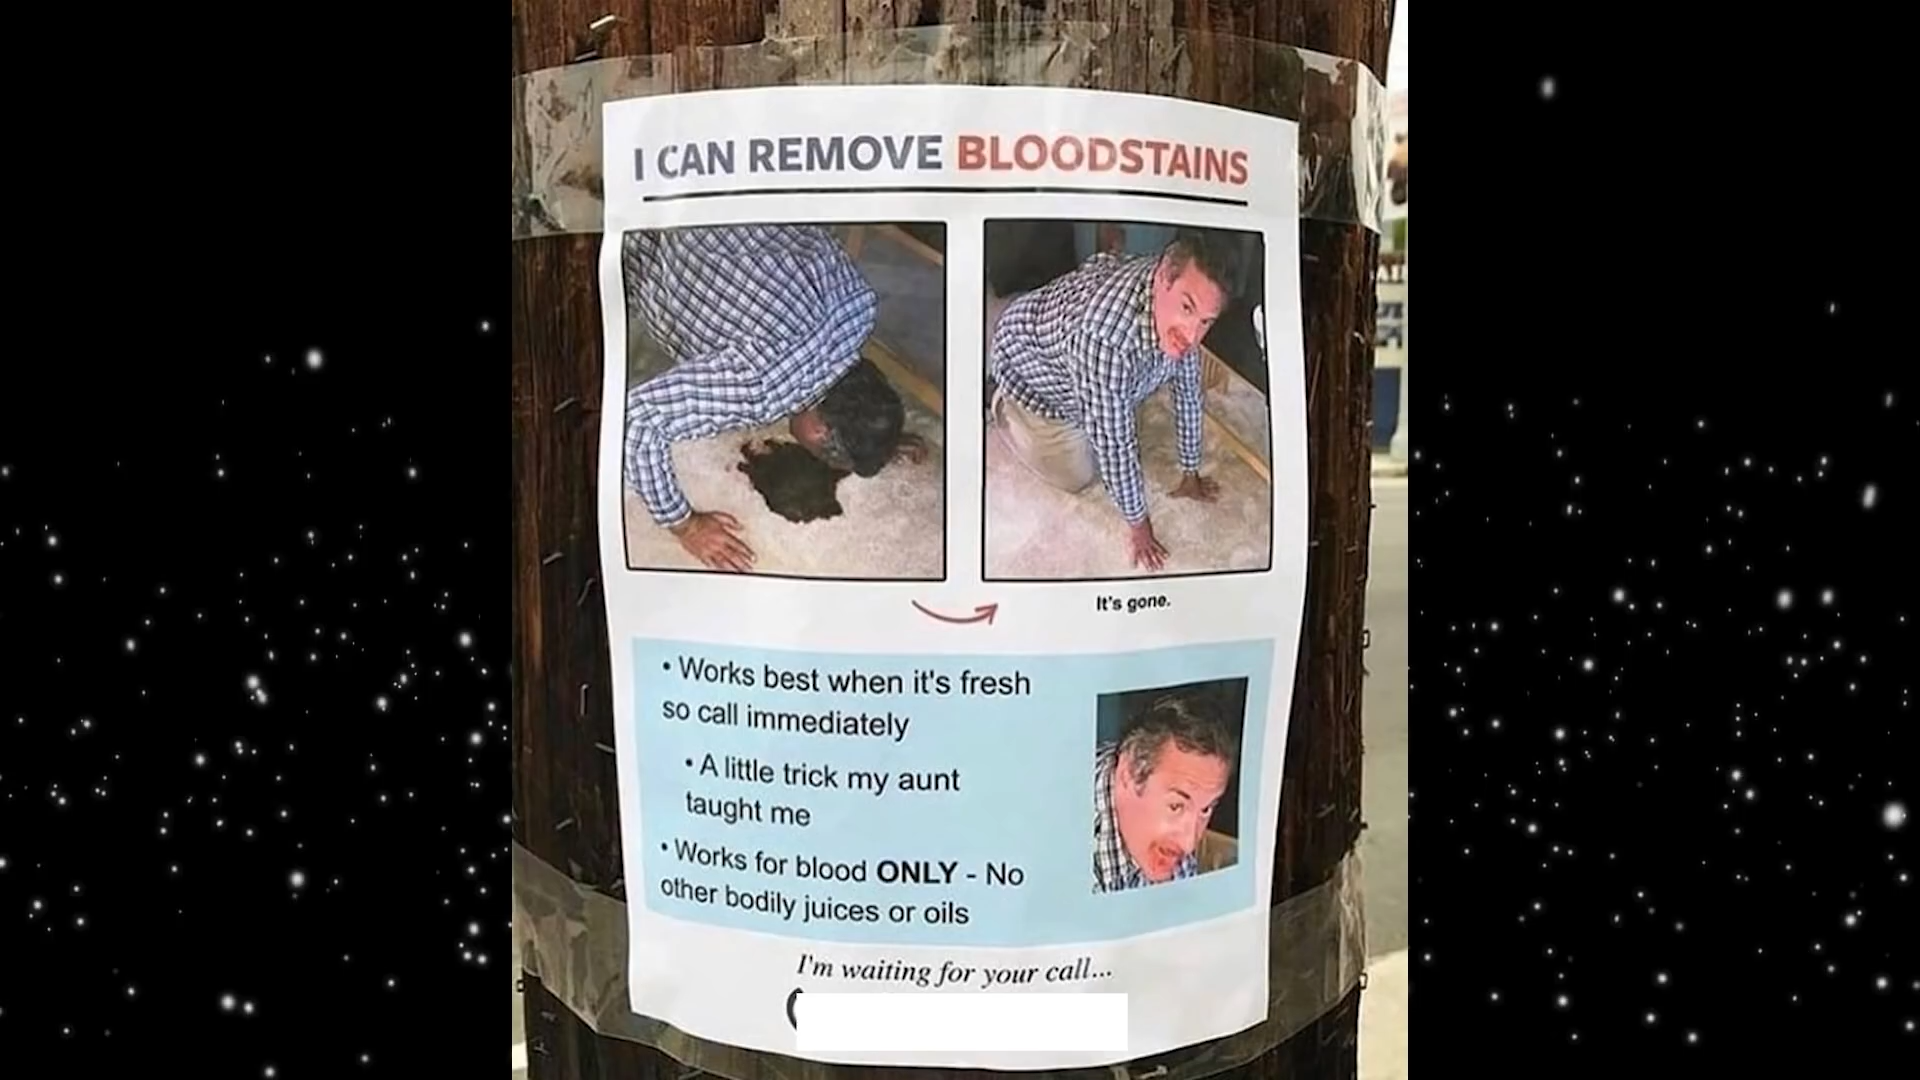 I CAN REMOVE BLOODSTAINS
It's gone.
• Works best when it's fresh
so call immediately
• A little trick my aunt
taught me
• Works for blood ONLY - No
other bodily juices or oils
I'm waiting for your call...